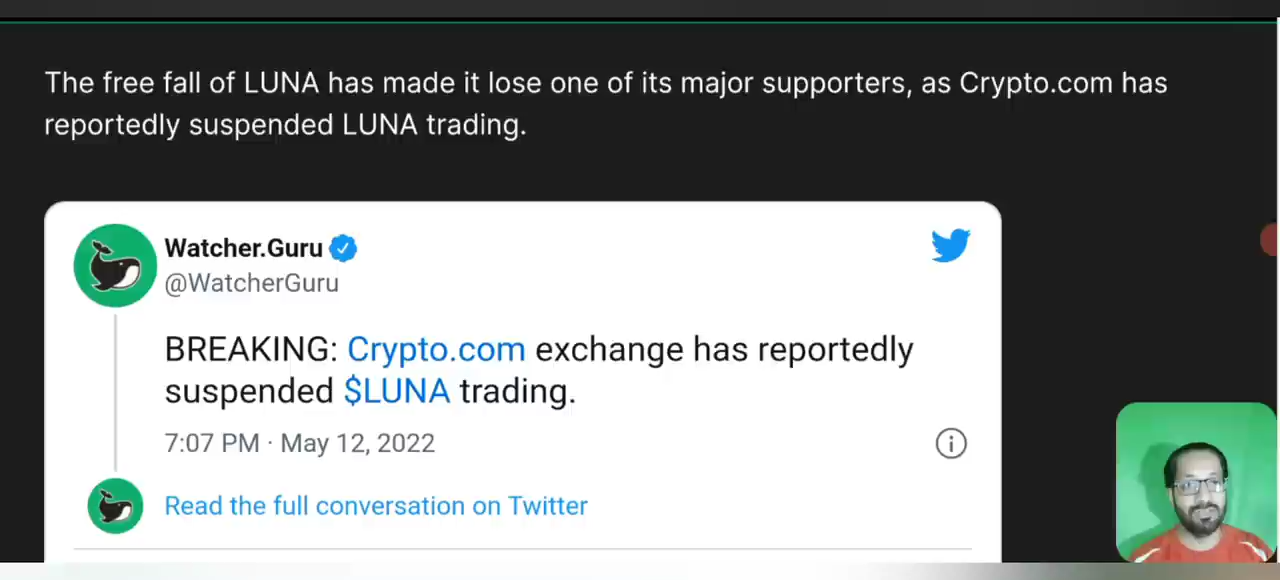 The free fall of LUNA has made it lose one of its major supporters, as Crypto.com has
reportedly suspended LUNA trading.
Watcher.Guru
@WatcherGuru
BREAKING: Crypto.com exchange has reportedly
suspended $LUNA trading.
7:07 PM · May 12, 2022
Read the full conversation on Twitter